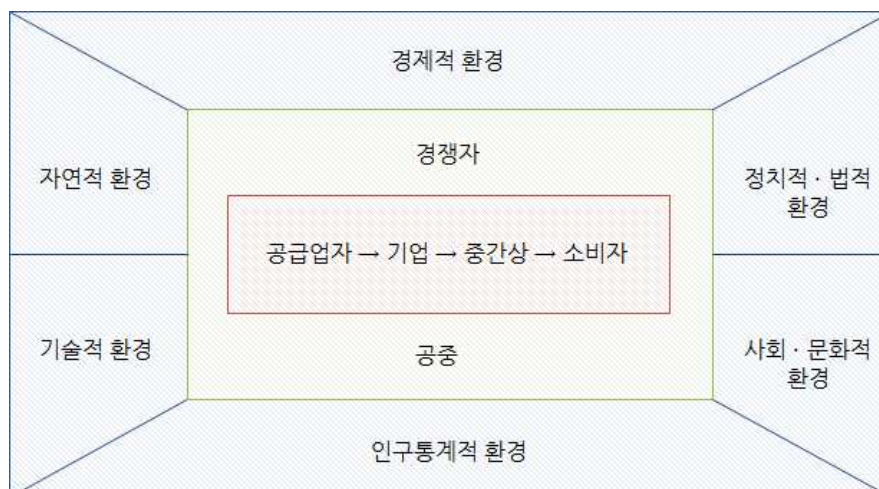 경제적 환경
경쟁자
자연적 환경
정치적 · 법적
환경
공급업자 → 기업 → 중간상 → 소비자
기술적 환경
공중
사회 · 문화적
환경
인구통계적 환경